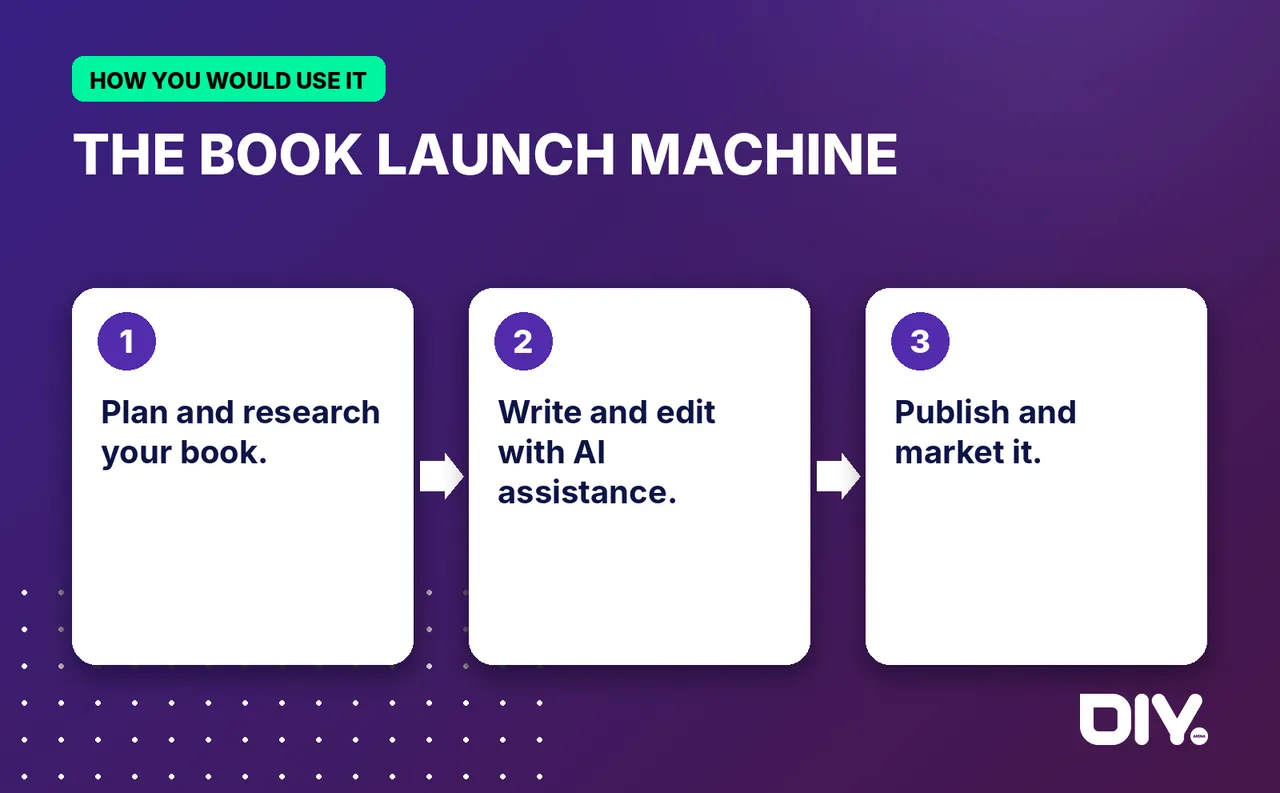 HOW YOU WOULD USE IT
THE BOOK LAUNCH MACHINE
1
Plan and research
your book.
2
Write and edit
with AI
assistance.
3
Publish and
market it.
DIY.
ARENA